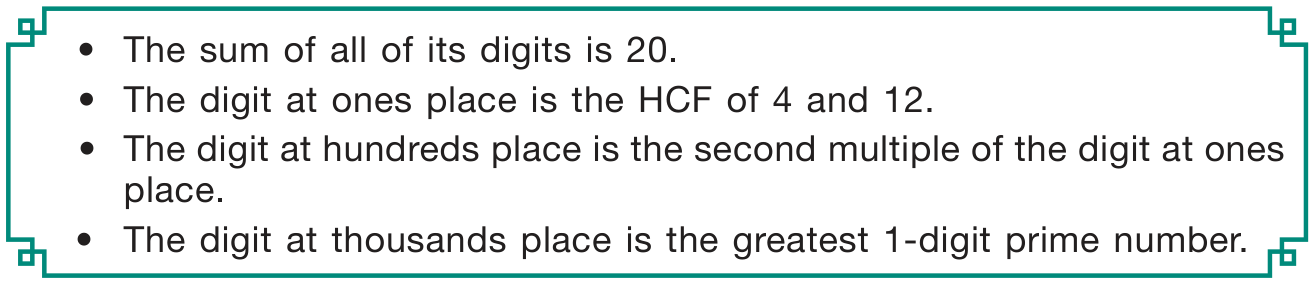 • The sum of all of its digits is 20.
• The digit at ones place is the HCF of 4 and 12.
• The digit at hundreds place is the second multiple of the digit at ones
place.
• The digit at thousands place is the greatest 1-digit prime number.